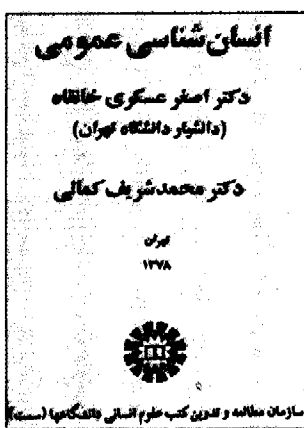 انسان‌شناسی عمومی
دکتر اصغر عسکری خانقاه
(دانشیار دانشگاه تهران)
دکتر محمدشریف کمالی
تهران
۱۳۷۸
سازمان مطالعه و تدوین کتب علوم انسانی دانشگاهها (سمت)